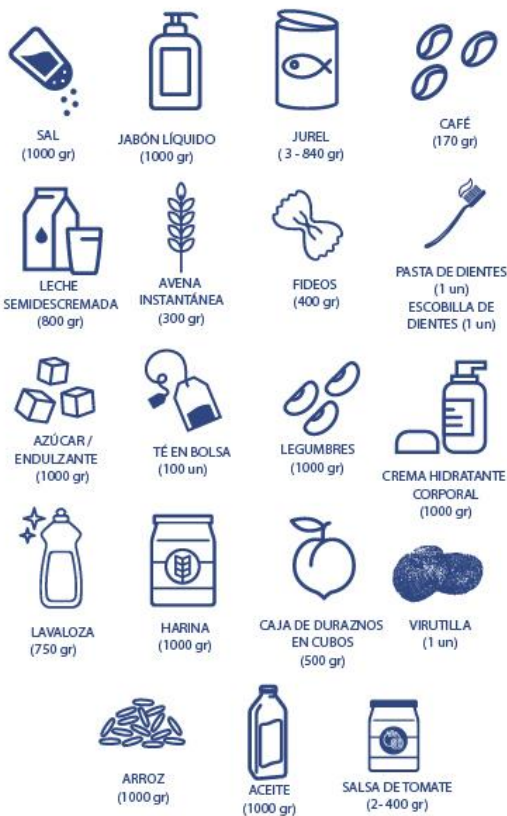 SAL
(1000 gr)
JABÓN LÍQUIDO
(1000 gr)
JUREL
( 3 - 840 gr)
CAFÉ
(170 gr)
LECHE
SEMIDESCREMADA
(800 gr)
AVENA
INSTANTÁNEA
(300 gr)
FIDEOS
(400 gr)
PASTA DE DIENTES
(1 un)
ESCOBILLA DE
DIENTES (1 un)
AZÚCAR /
ENDULZANTE
(1000 gr)
TÉ EN BOLSA
(100 un)
LEGUMBRES
(1000 gr)
CREMA HIDRATANTE
CORPORAL
(1000 gr)
LAVALOZA
(750 gr)
HARINA
(1000 gr)
CAJA DE DURAZNOS
EN CUBOS
(500 gr)
VIRUTILLA
(1 un)
ARROZ
(1000 gr)
ACEITE
(1000 gr)
SALSA DE TOMATE
(2- 400 gr)